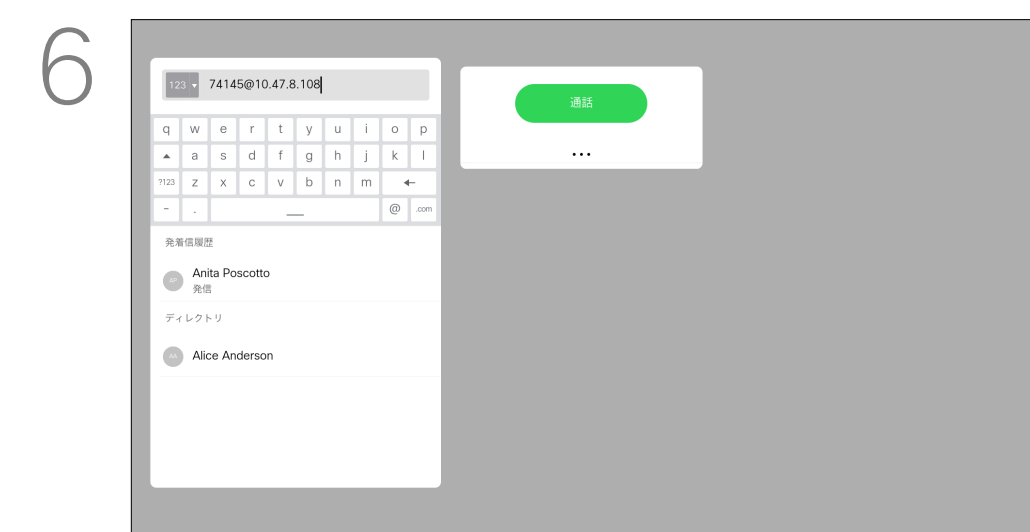 6
123 74145@10.47.8.108
通話
q w e r t y u i o p
a s d f g h j k l
?123 z x c v b n m
- . @ .com
発着信履歴
AP Anita Poscotto
発信
ディレクトリ
AA Alice Anderson